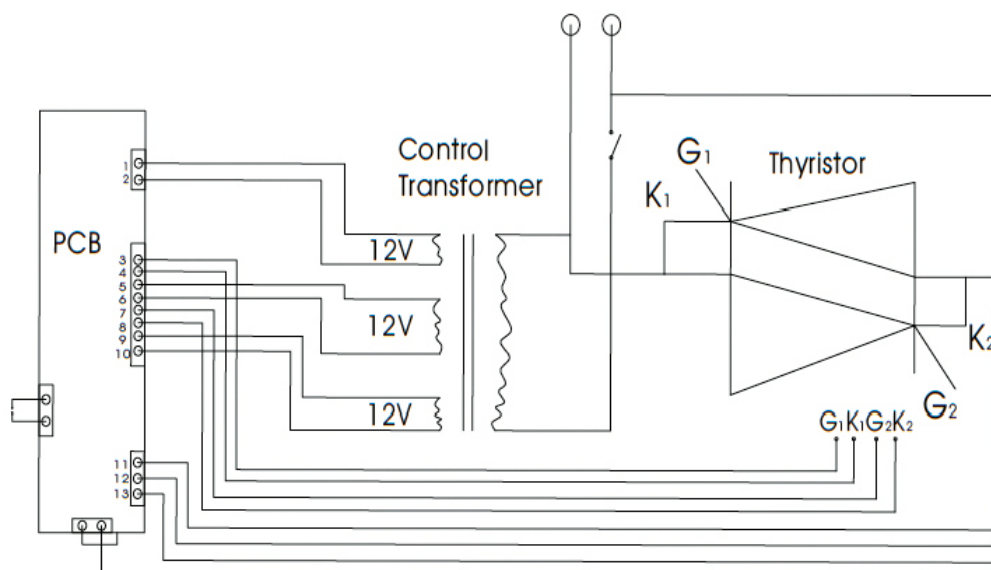 Control
Transformer
G1
Thyristor
K1
PCB
1
2
12V
3
4
5
6
7
8
9
10
12V
12V
K2
G2
G1K1G2K2
11
12
13